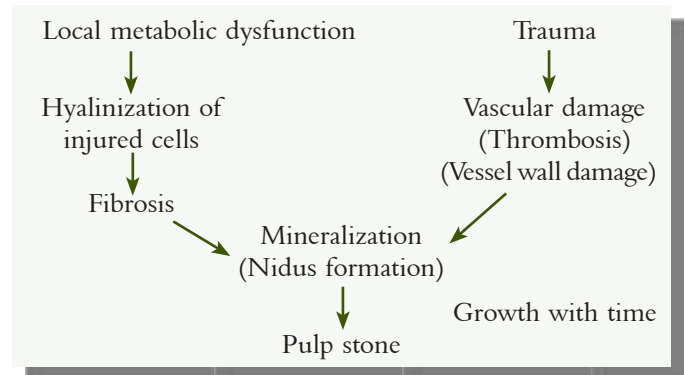 Local metabolic dysfunction
Trauma
Hyalinization of
injured cells
Vascular damage
(Thrombosis)
(Vessel wall damage)
Fibrosis
Mineralization
(Nidus formation)
Growth with time
Pulp stone